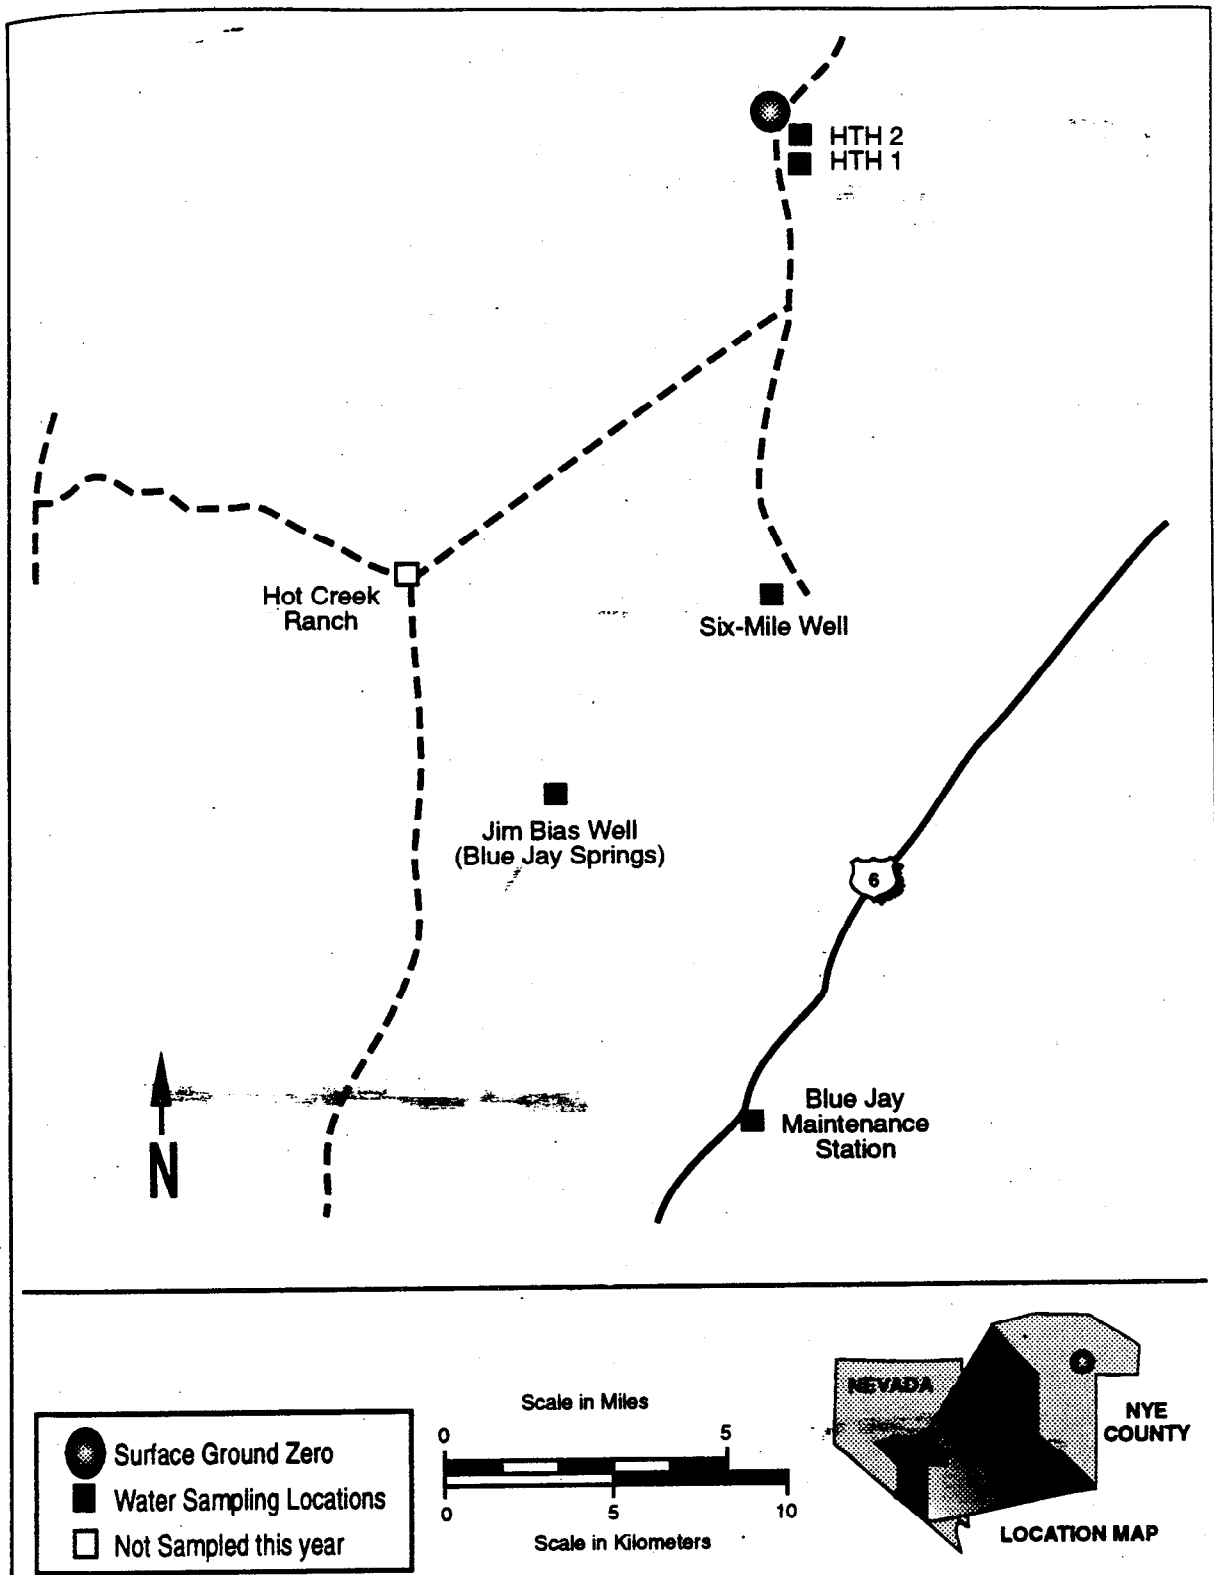 HTH 2
HTH 1
Hot Creek
Ranch
Six-Mile Well
Jim Bias Well
(Blue Jay Springs)
6
Blue Jay
Maintenance
Station
N
Surface Ground Zero
Water Sampling Locations
Not Sampled this year
Scale in Miles
0 5
0 5 10
Scale in Kilometers
NEVADA
NYE
COUNTY
LOCATION MAP